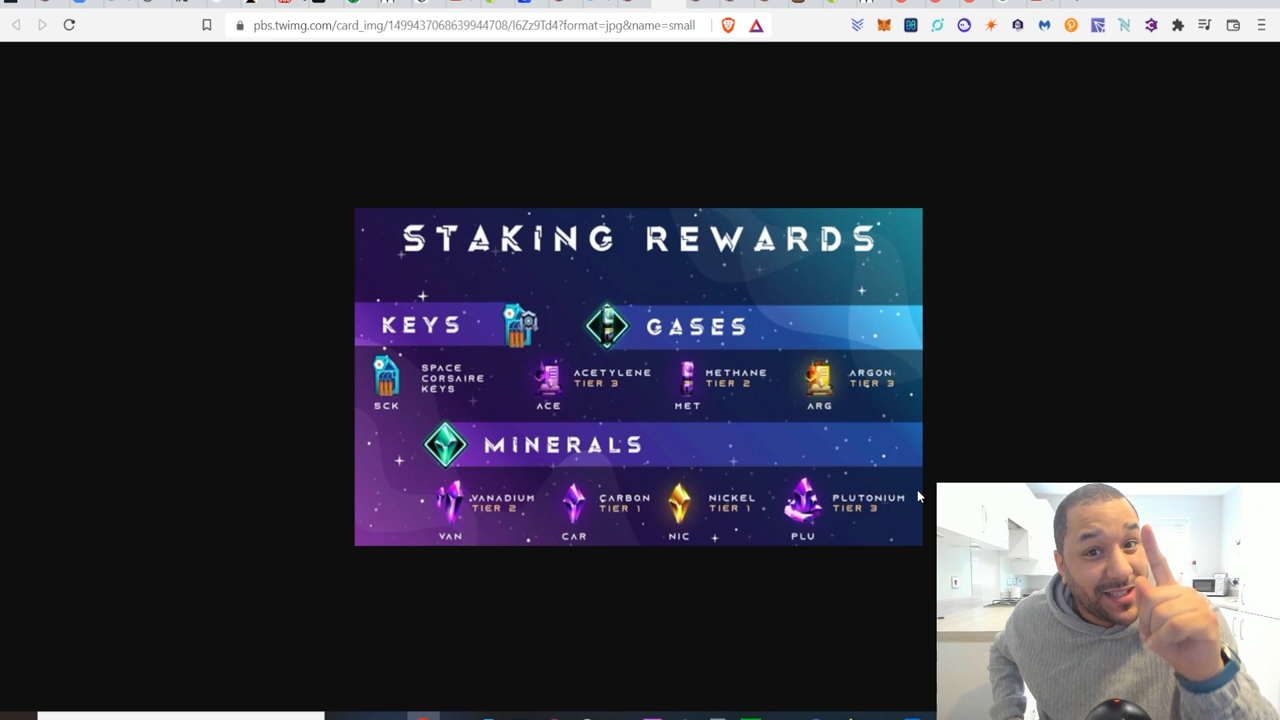 pbs.twimg.com/card_img/1499437068639944708/I6Zz9Td4?format=jpg&name=small
STAKING REWARDS
KEYS
GASES
SPACE
CORSAIRE
KEYS
SCK
ACETYLENE
TIER 3
ACE
METHANE
TIER 2
MET
ARGON
TIER 3
ARG
MINERALS
VANADIUM
TIER 2
VAN
CARBON
TIER 1
CAR
NICKEL
TIER 1
NIC
PLUTONIUM
TIER 3
PLU